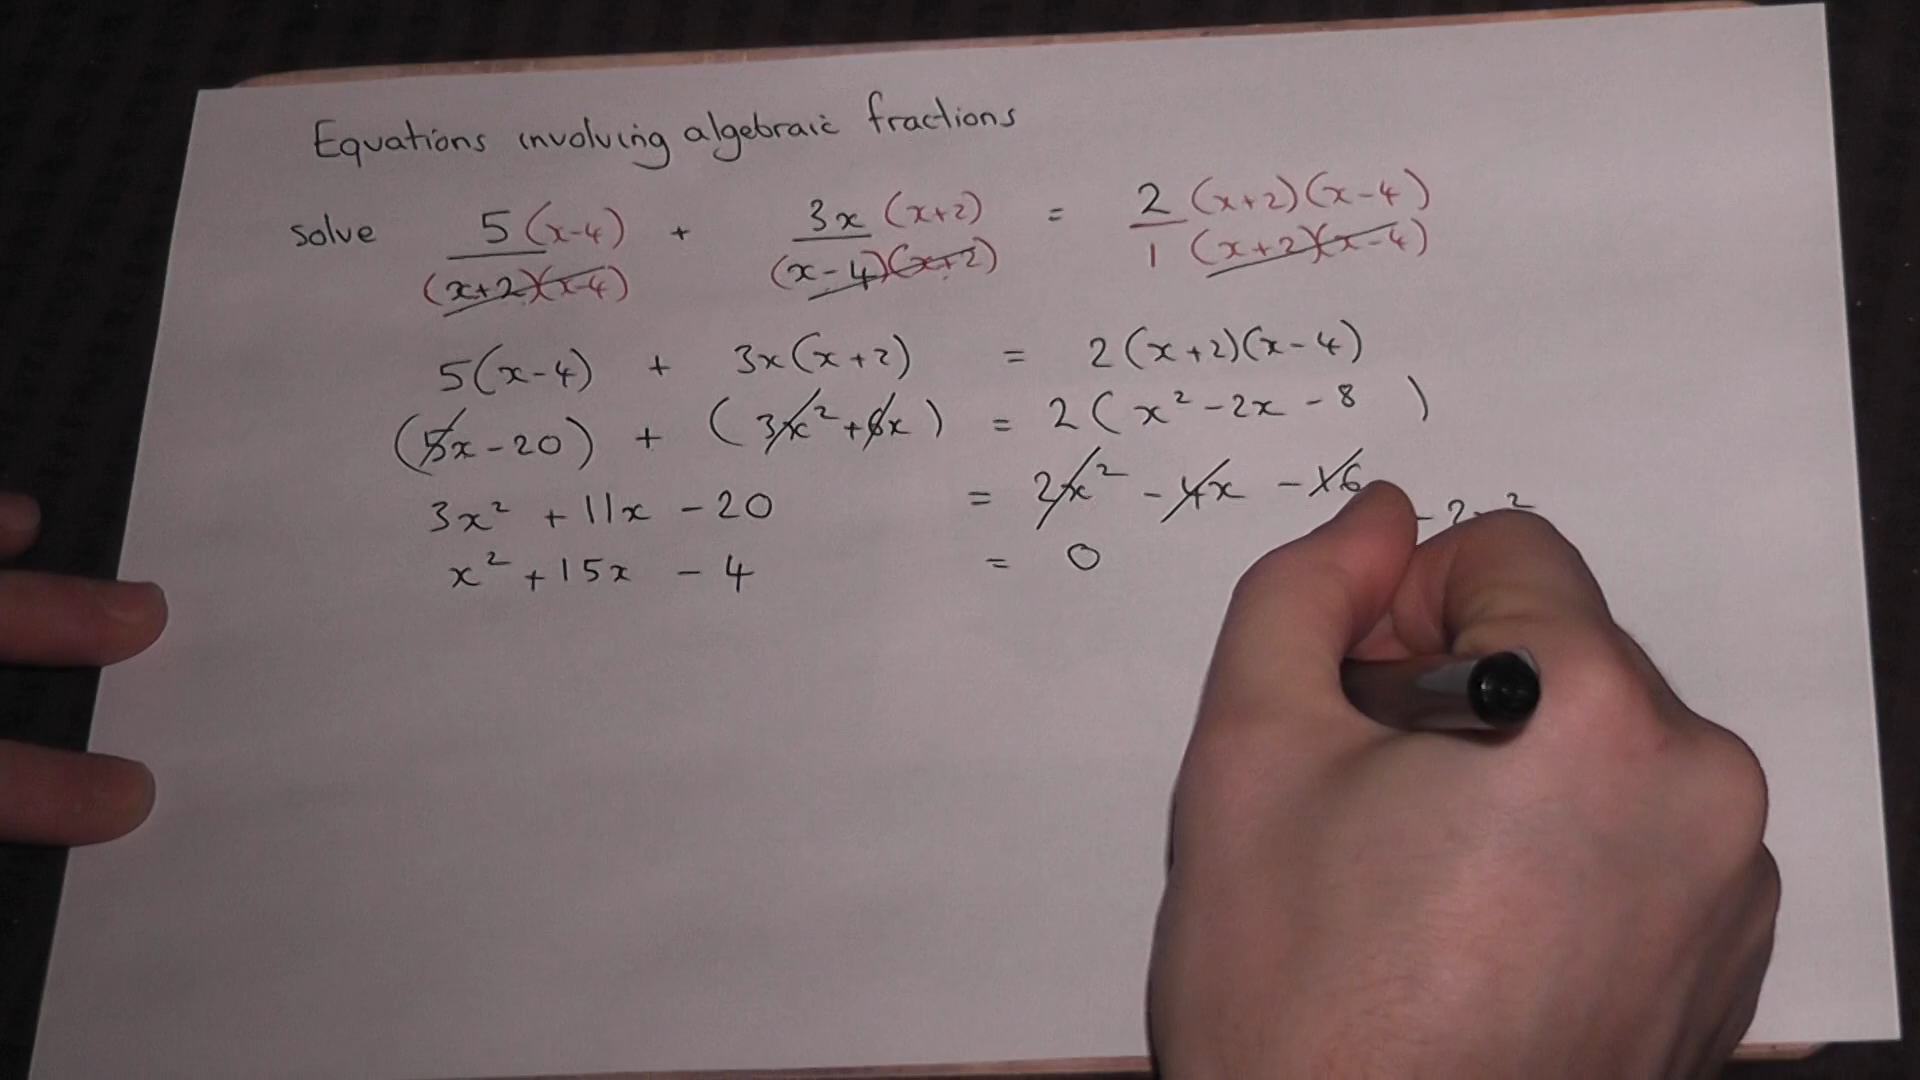 Equations involving algebraic fractions
solve 5(x-4)/(x+2)(x-4) + 3x(x+2)/(x-4)(x+2) = 2(x+2)(x-4)/1(x+2)(x-4)
5(x-4) + 3x(x+2) = 2(x+2)(x-4)
(5x-20) + (3x²+6x) = 2(x²-2x-8)
3x² + 11x - 20 = 2x² - 4x - 16 -2x²
x² + 15x - 4 = 0